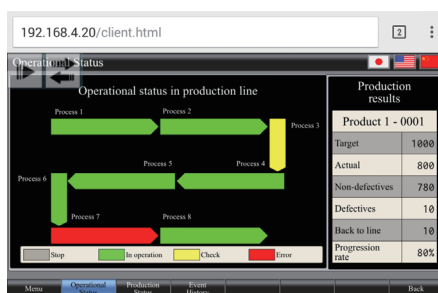 192.168.4.20/client.html
2
Operational Status
Operational status in production line
Process 1
Process 2
Process 3
Process 5
Process 4
Process 6
Process 7
Process 8
Stop
In operation
Check
Error
Production
results
Product 1 - 0001
Target 1000
Actual 800
Non-defectives 780
Defectives 10
Back to line 10
Progression
rate 80%
Menu
Operational
Status
Production
Status
Event
History
Back